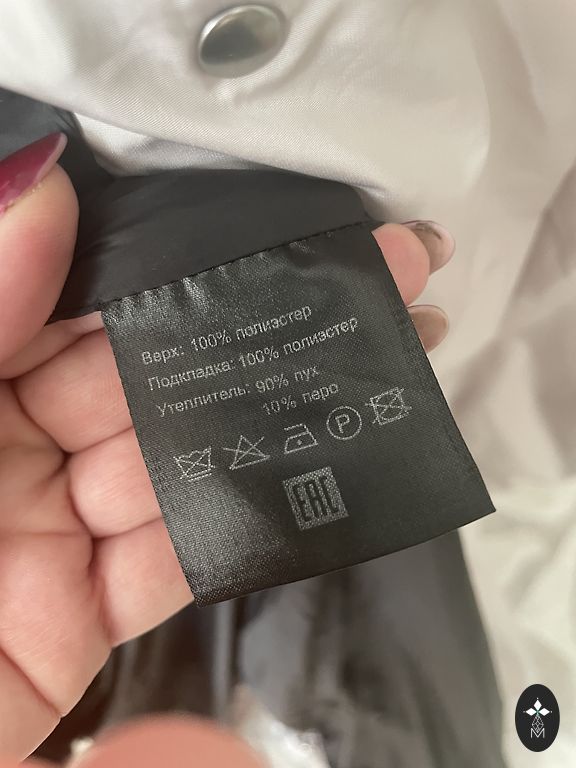 Верх: 100% полиэстер
Подкладка: 100% полиэстер
Утеплитель: 90% пух
10% перо
P
EAC
M